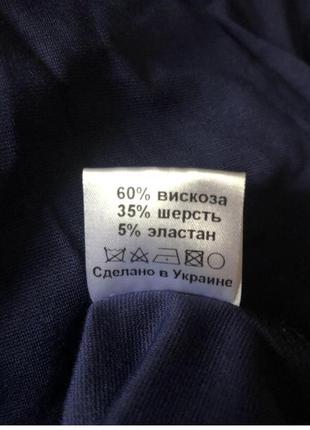 60% вискоза
35% шерсть
5% эластан
Сделано в Украине